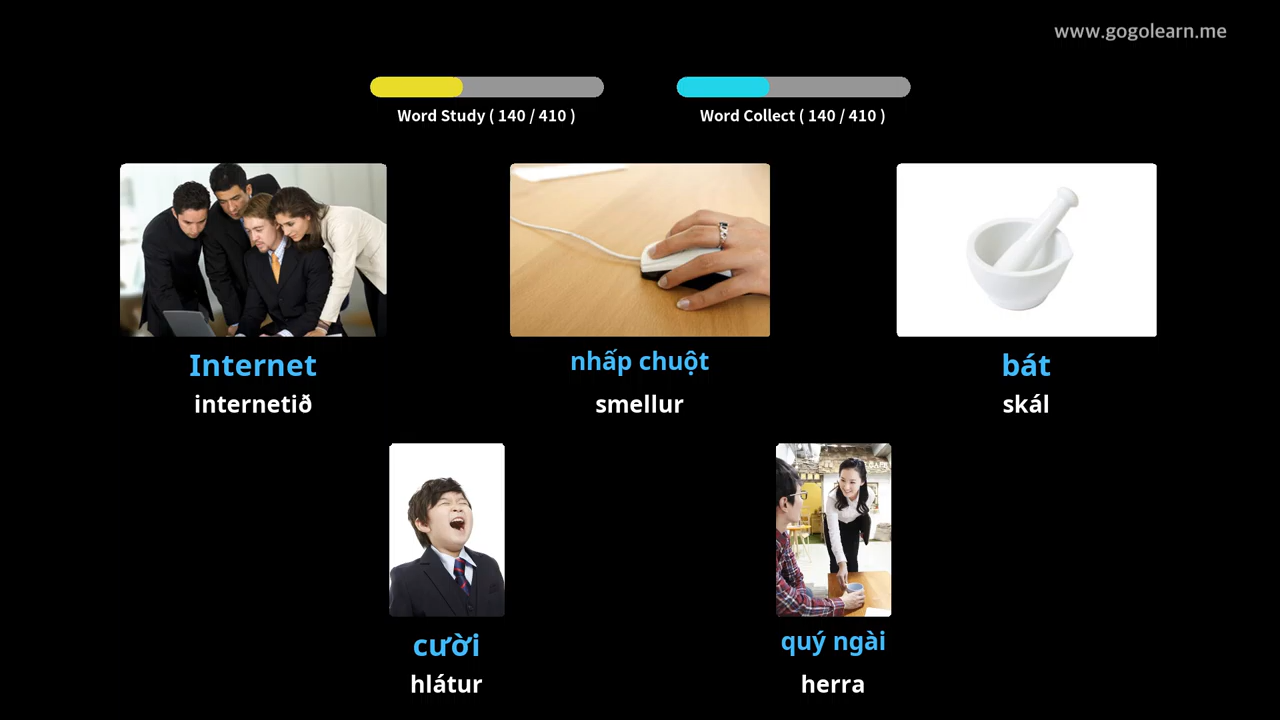 www.gogolearn.me
Word Study ( 140 / 410 )
Word Collect ( 140 / 410 )
Internet
internetið
nhấp chuột
smellur
bát
skál
cười
hlátur
quý ngài
herra